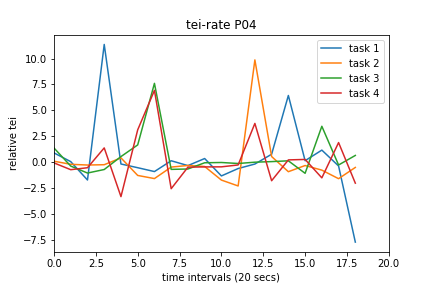 tei-rate P04
task 1
task 2
task 3
task 4
relative tei
10.0
7.5
5.0
2.5
0.0
−2.5
−5.0
−7.5
0.0 2.5 5.0 7.5 10.0 12.5 15.0 17.5 20.0
time intervals (20 secs)